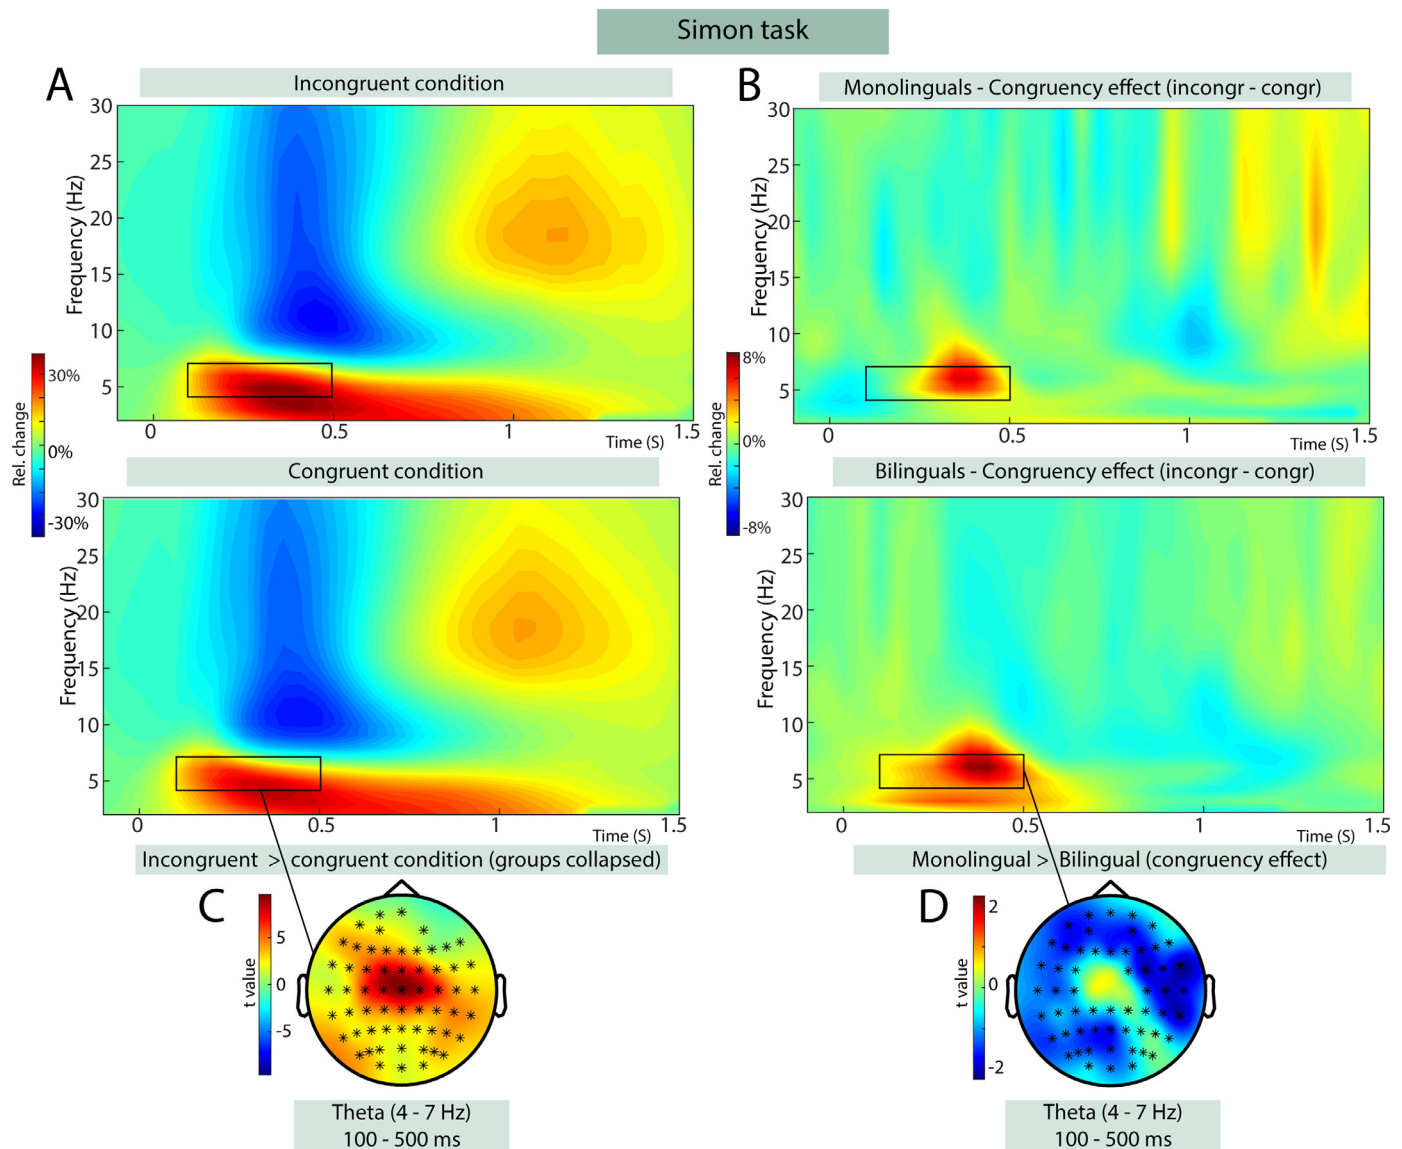 Simon task
A
Incongruent condition
Frequency (Hz)
30
25
20
15
10
5
0
0.5
1
1.5
Time (S)
Rel. change
30%
0%
-30%
Congruent condition
Frequency (Hz)
30
25
20
15
10
5
0
0.5
1
1.5
Time (S)
B
Monolinguals - Congruency effect (incongr - congr)
Frequency (Hz)
30
25
20
15
10
5
0
0.5
1
1.5
Time (S)
Rel. change
8%
0%
-8%
Bilinguals - Congruency effect (incongr - congr)
Frequency (Hz)
30
25
20
15
10
5
0
0.5
1
1.5
Time (S)
Incongruent > congruent condition (groups collapsed)
C
t value
5
0
-5
Theta (4 - 7 Hz)
100 - 500 ms
Monolingual > Bilingual (congruency effect)
D
t value
2
0
-2
Theta (4 - 7 Hz)
100 - 500 ms